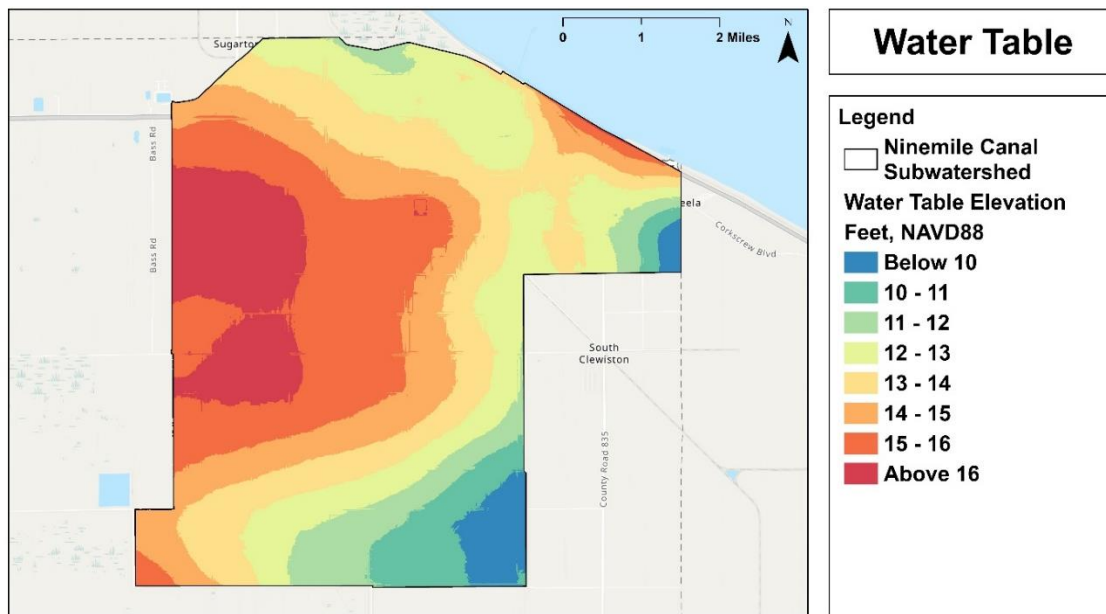 Sugarto
0 1 2 Miles
N
Bass Rd
Bass Rd
eela
Corkscrew Blvd
South
Clewiston
County Road 835
Water Table
Legend
Ninemile Canal
Subwatershed
Water Table Elevation
Feet, NAVD88
Below 10
10 - 11
11 - 12
12 - 13
13 - 14
14 - 15
15 - 16
Above 16